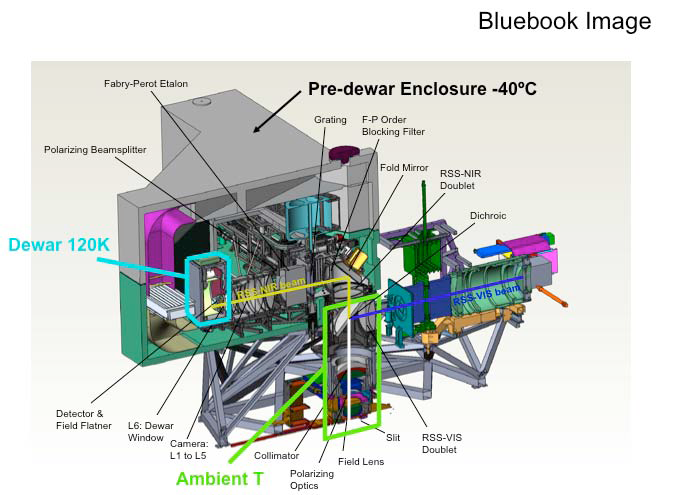 Bluebook Image
Fabry-Perot Etalon
Pre-dewar Enclosure -40ºC
Grating
F-P Order
Blocking Filter
Polarizing Beamsplitter
Fold Mirror
RSS-NIR
Doublet
Dichroic
Dewar 120K
RSS-NIR beam
RSS-VIS beam
Detector &
Field Flatner
L6: Dewar
Window
Camera:
L1 to L5
Collimator
Polarizing
Optics
Field Lens
Slit
RSS-VIS
Doublet
Ambient T